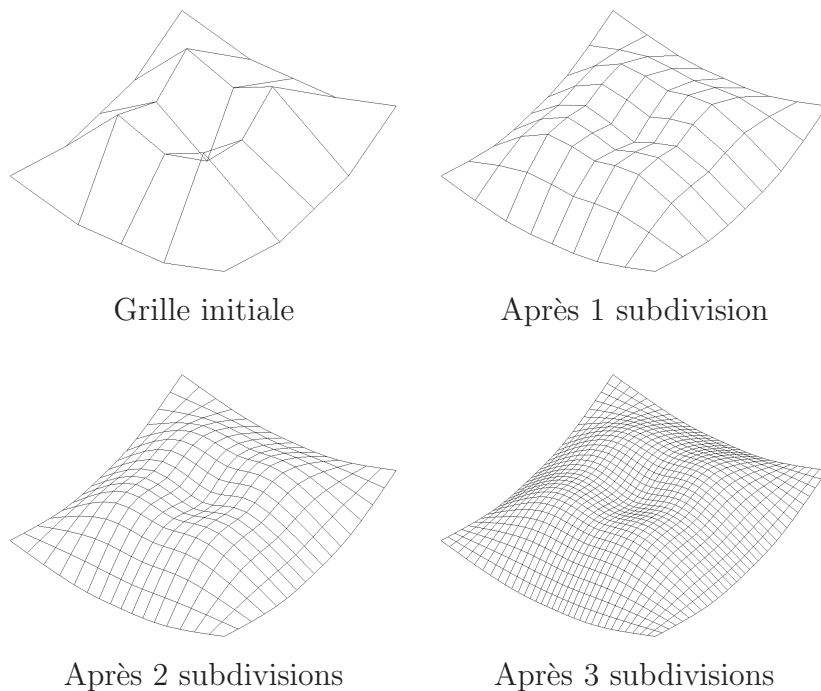 Grille initiale
Après 1 subdivision
Après 2 subdivisions
Après 3 subdivisions